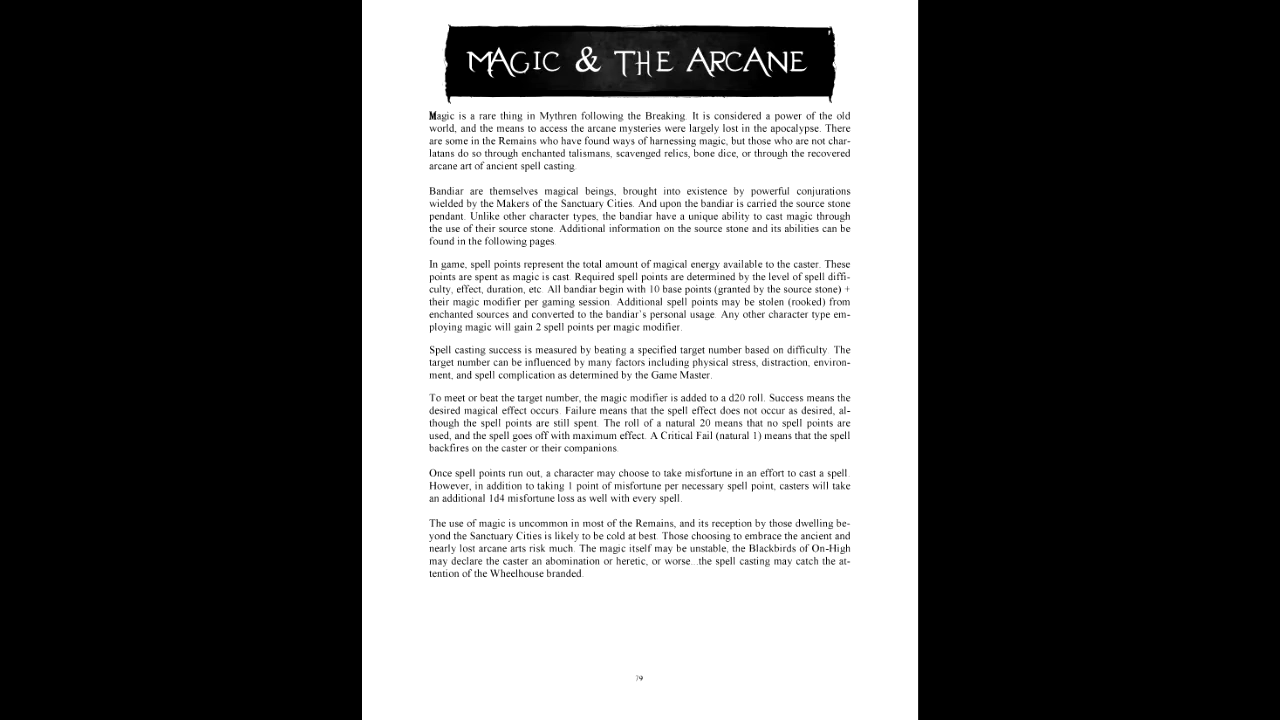 MAGIC & THE ARCANE
Magic is a rare thing in Mythren following the Breaking. It is considered a power of the old
world, and the means to access the arcane mysteries were largely lost in the apocalypse. There
are some in the Remains who have found ways of harnessing magic, but those who are not char-
latans do so through enchanted talismans, scavenged relics, bone dice, or through the recovered
arcane art of ancient spell casting.
Bandiar are themselves magical beings, brought into existence by powerful conjurations
wielded by the Makers of the Sanctuary Cities. And upon the bandiar is carried the source stone
pendant. Unlike other character types, the bandiar have a unique ability to cast magic through
the use of their source stone. Additional information on the source stone and its abilities can be
found in the following pages.
In game, spell points represent the total amount of magical energy available to the caster. These
points are spent as magic is cast. Required spell points are determined by the level of spell diffi-
culty, effect, duration, etc. All bandiar begin with 10 base points (granted by the source stone) +
their magic modifier per gaming session. Additional spell points may be stolen (rooked) from
enchanted sources and converted to the bandiar's personal usage. Any other character type em-
ploying magic will gain 2 spell points per magic modifier.
Spell casting success is measured by beating a specified target number based on difficulty. The
target number can be influenced by many factors including physical stress, distraction, environ-
ment, and spell complication as determined by the Game Master.
To meet or beat the target number, the magic modifier is added to a d20 roll. Success means the
desired magical effect occurs. Failure means that the spell effect does not occur as desired, al-
though the spell points are still spent. The roll of a natural 20 means that no spell points are
used, and the spell goes off with maximum effect. A Critical Fail (natural 1) means that the spell
backfires on the caster or their companions.
Once spell points run out, a character may choose to take misfortune in an effort to cast a spell.
However, in addition to taking 1 point of misfortune per necessary spell point, casters will take
an additional 1d4 misfortune loss as well with every spell.
The use of magic is uncommon in most of the Remains, and its reception by those dwelling be-
yond the Sanctuary Cities is likely to be cold at best. Those choosing to embrace the ancient and
nearly lost arcane arts risk much. The magic itself may be unstable, the Blackbirds of On-High
may declare the caster an abomination or heretic, or worse...the spell casting may catch the at-
tention of the Wheelhouse branded.
79